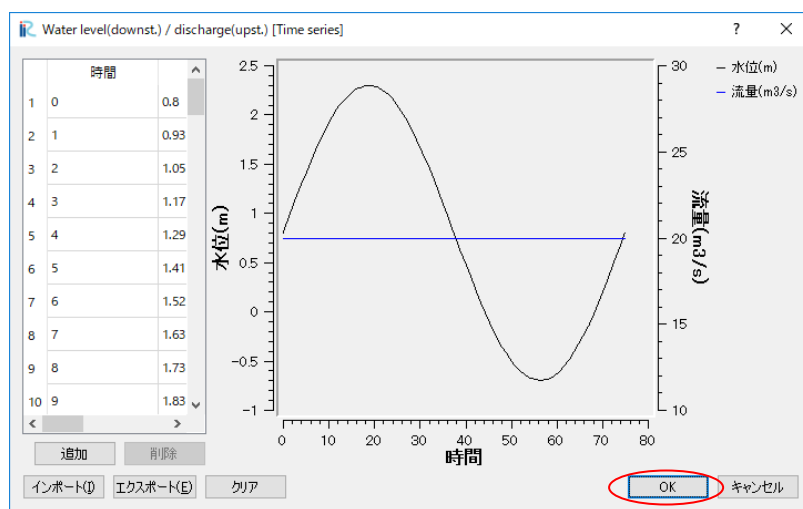 Water level(downst.) / discharge(upst.) [Time series]
? ×
時間
1 0 0.8
2 1 0.93
3 2 1.05
4 3 1.17
5 4 1.29
6 5 1.41
7 6 1.52
8 7 1.63
9 8 1.73
10 9 1.83
追加 削除
水位(m)
2.5
2
1.5
1
0.5
0
−0.5
−1
0 10 20 30 40 50 60 70 80
時間
30
25
20
15
10
流量(m3/s)
水位(m)
流量(m3/s)
インポート(I) エクスポート(E) クリア OK キャンセル